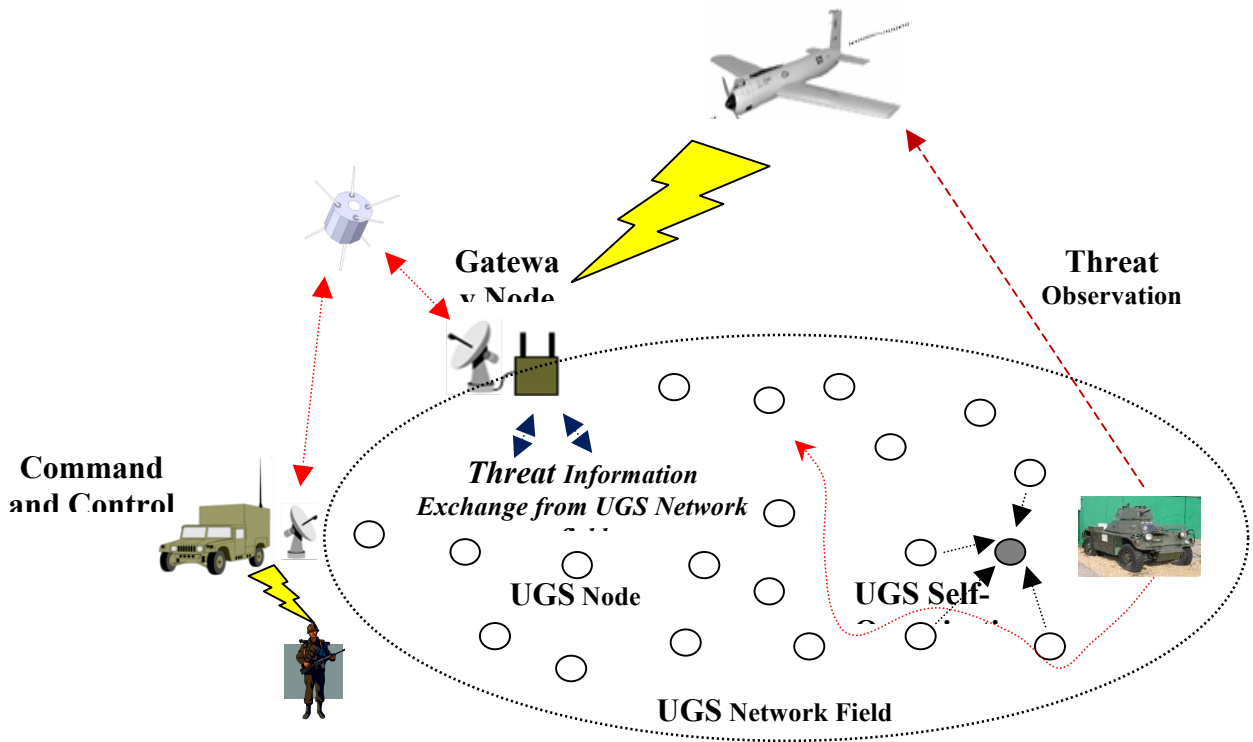 Gatewa
y Node
Threat
Observation
Command
and Control
Threat Information
Exchange from UGS Network
UGS Node
UGS Self-
UGS Network Field